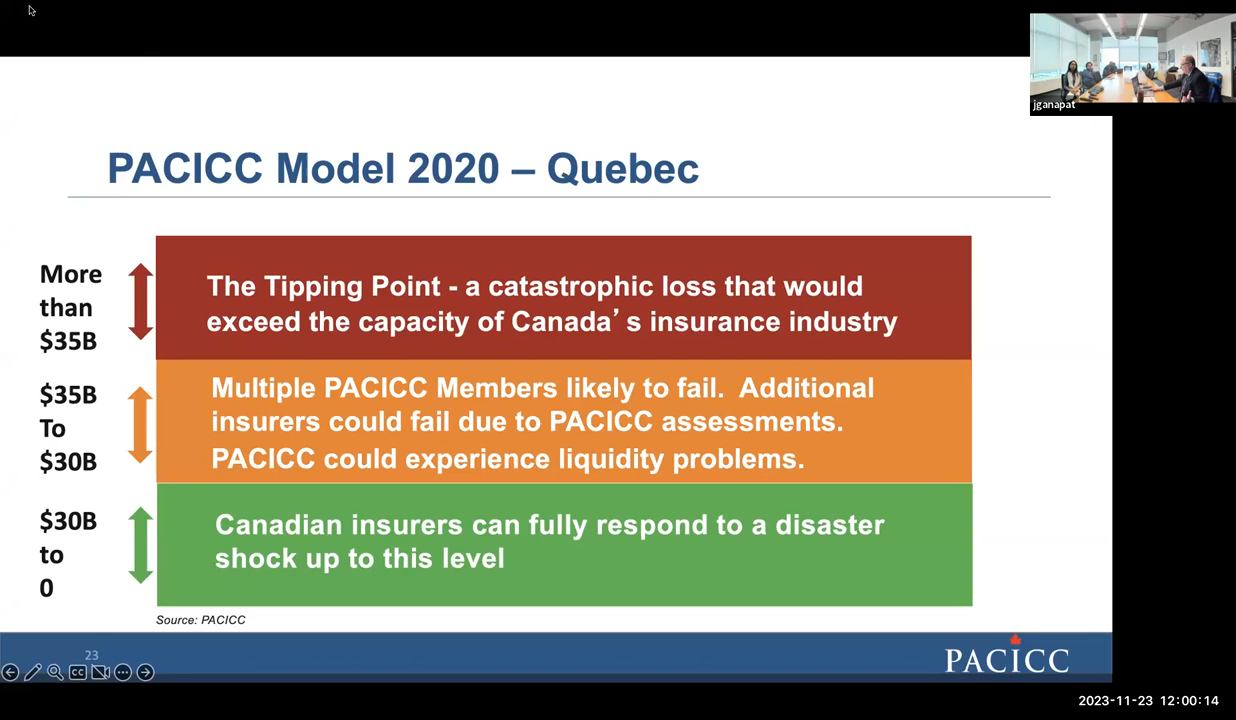 jganapat
PACICC Model 2020 – Quebec
More
than
$35B
The Tipping Point - a catastrophic loss that would
exceed the capacity of Canada’s insurance industry
$35B
To
$30B
Multiple PACICC Members likely to fail.  Additional
insurers could fail due to PACICC assessments.
PACICC could experience liquidity problems.
$30B
to
0
Canadian insurers can fully respond to a disaster
shock up to this level
Source: PACICC
23
CC
PACICC
2023-11-23 12:00:14